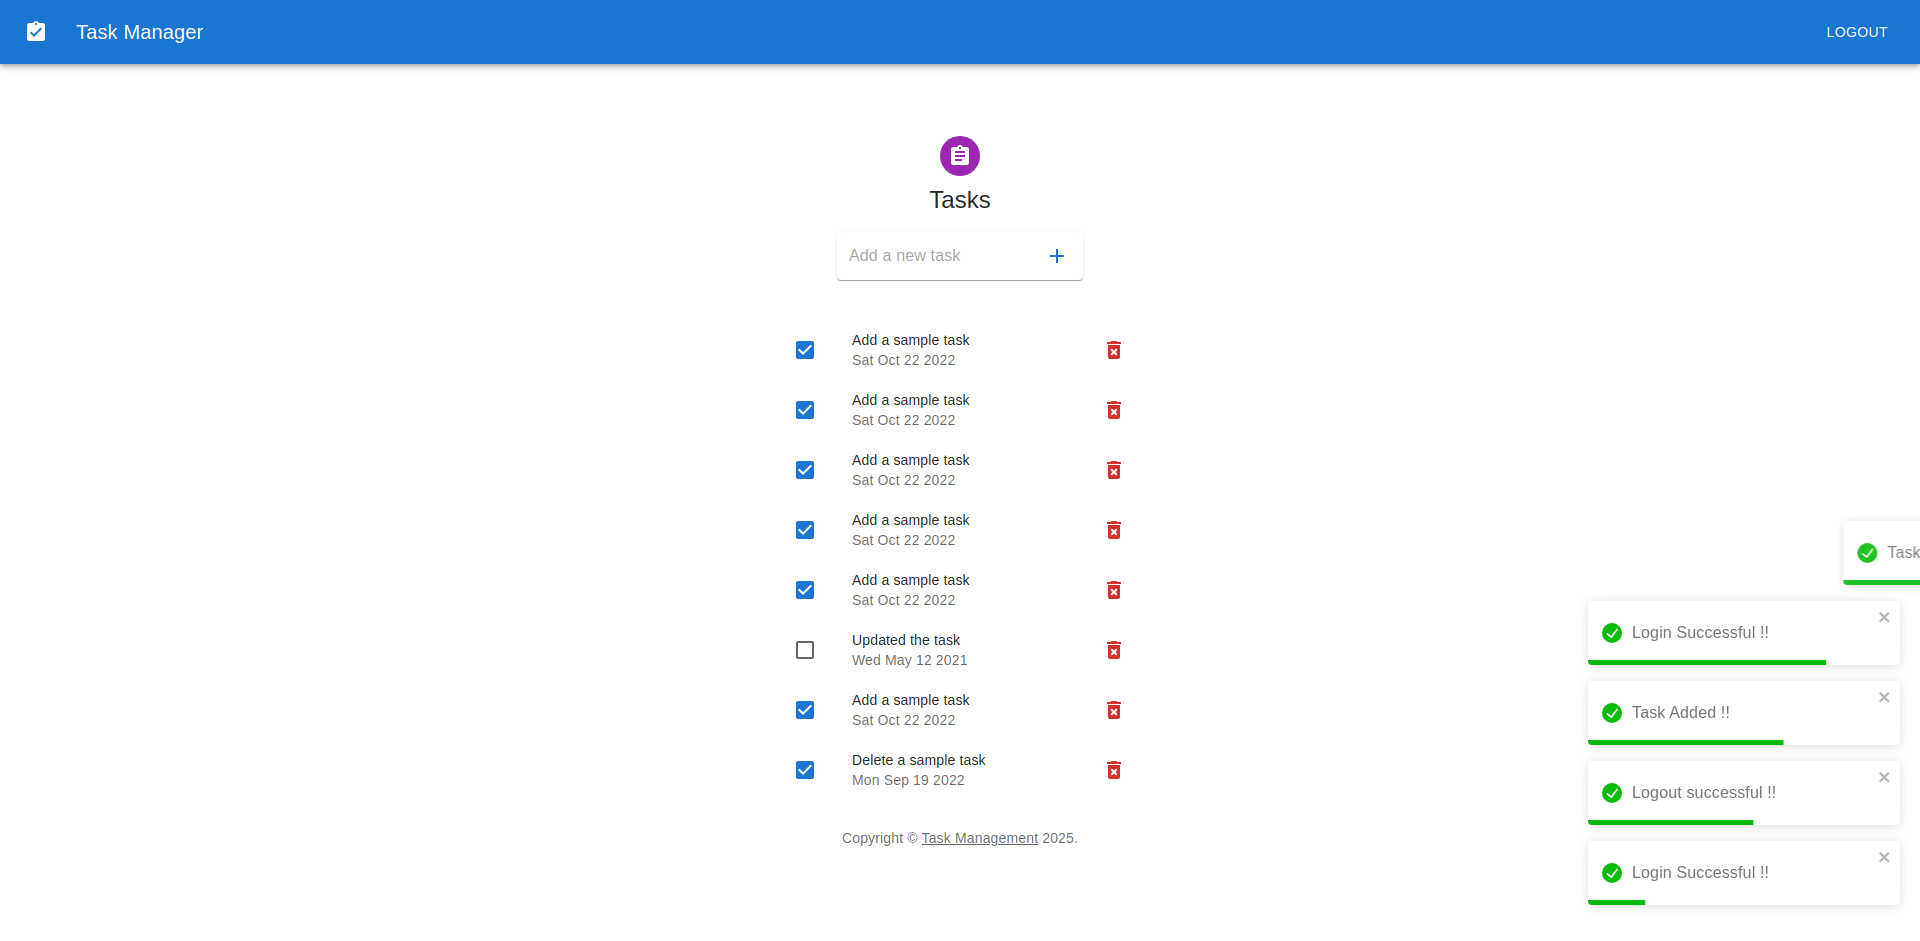 Task Manager
LOGOUT
Tasks
Add a new task
Add a sample task
Sat Oct 22 2022
Add a sample task
Sat Oct 22 2022
Add a sample task
Sat Oct 22 2022
Add a sample task
Sat Oct 22 2022
Add a sample task
Sat Oct 22 2022
Updated the task
Wed May 12 2021
Add a sample task
Sat Oct 22 2022
Delete a sample task
Mon Sep 19 2022
Copyright © Task Management 2025.
Task
Login Successful !!
Task Added !!
Logout successful !!
Login Successful !!